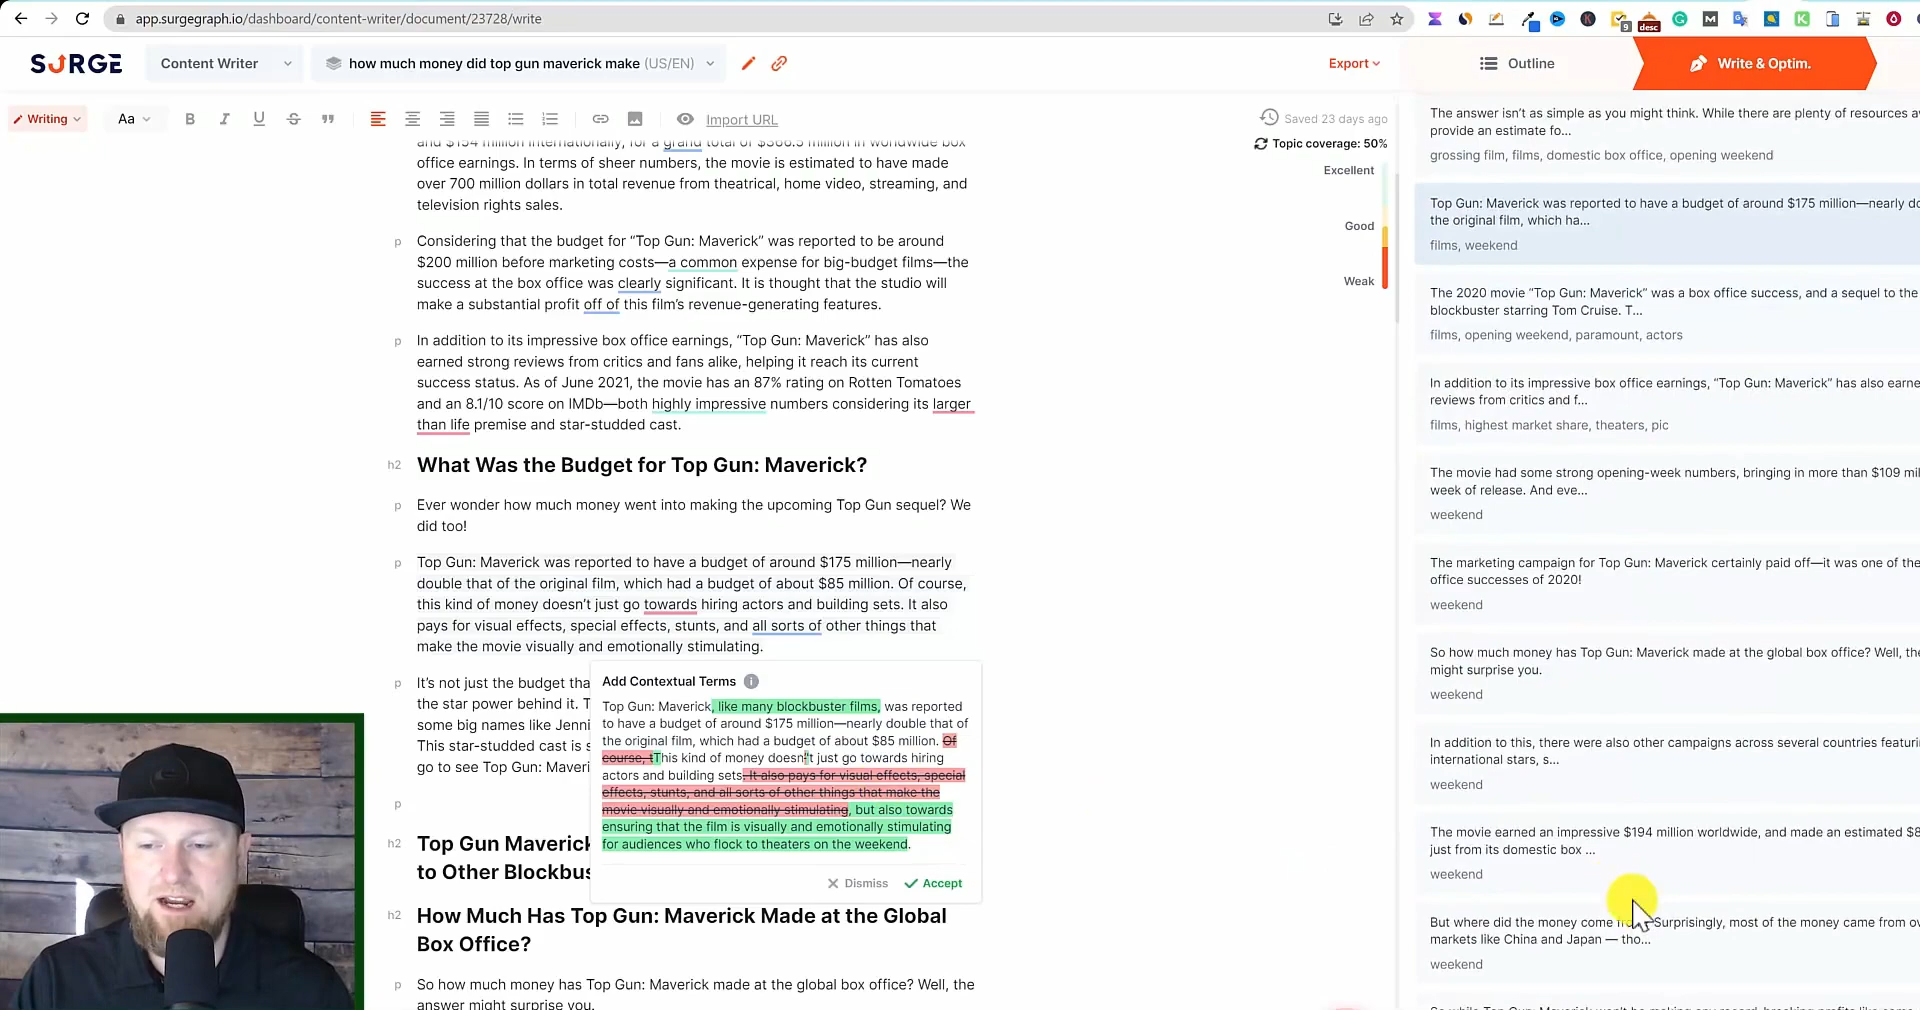 app.surgegraph.io/dashboard/content-writer/document/23728/write
9
desc
SURGE
Content Writer
how much money did top gun maverick make (US/EN)
Export
Outline
Write & Optim.
Writing
Aa
Import URL
Saved 23 days ago
Topic coverage: 50%
Excellent
Good
Weak
and $194 million internationally, for a grand total of $366.5 million in worldwide box
office earnings. In terms of sheer numbers, the movie is estimated to have made
over 700 million dollars in total revenue from theatrical, home video, streaming, and
television rights sales.
p
Considering that the budget for “Top Gun: Maverick” was reported to be around
$200 million before marketing costs—a common expense for big-budget films—the
success at the box office was clearly significant. It is thought that the studio will
make a substantial profit off of this film’s revenue-generating features.
p
In addition to its impressive box office earnings, “Top Gun: Maverick” has also
earned strong reviews from critics and fans alike, helping it reach its current
success status. As of June 2021, the movie has an 87% rating on Rotten Tomatoes
and an 8.1/10 score on IMDb—both highly impressive numbers considering its larger
than life premise and star-studded cast.
h2
What Was the Budget for Top Gun: Maverick?
p
Ever wonder how much money went into making the upcoming Top Gun sequel? We
did too!
p
Top Gun: Maverick was reported to have a budget of around $175 million—nearly
double that of the original film, which had a budget of about $85 million. Of course,
this kind of money doesn’t just go towards hiring actors and building sets. It also
pays for visual effects, special effects, stunts, and all sorts of other things that
make the movie visually and emotionally stimulating.
p
It’s not just the budget tha
the star power behind it. T
some big names like Jenni
This star-studded cast is s
go to see Top Gun: Maveri
p
h2
Top Gun Maverick
to Other Blockbus
h2
How Much Has Top Gun: Maverick Made at the Global
Box Office?
p
So how much money has Top Gun: Maverick made at the global box office? Well, the
answer might surprise you.
Add Contextual Terms
Top Gun: Maverick, like many blockbuster films, was reported
to have a budget of around $175 million—nearly double that of
the original film, which had a budget of about $85 million. Of
course, tThis kind of money doesn’'t just go towards hiring
actors and building sets. It also pays for visual effects, special
effects, stunts, and all sorts of other things that make the
movie visually and emotionally stimulating, but also towards
ensuring that the film is visually and emotionally stimulating
for audiences who flock to theaters on the weekend.
Dismiss
Accept
The answer isn’t as simple as you might think. While there are plenty of resources
provide an estimate fo...
grossing film, films, domestic box office, opening weekend
Top Gun: Maverick was reported to have a budget of around $175 million—nearly do
the original film, which ha...
films, weekend
The 2020 movie “Top Gun: Maverick” was a box office success, and a sequel to the
blockbuster starring Tom Cruise. T...
films, opening weekend, paramount, actors
In addition to its impressive box office earnings, “Top Gun: Maverick” has also earne
reviews from critics and f...
films, highest market share, theaters, pic
The movie had some strong opening-week numbers, bringing in more than $109 mil
week of release. And eve...
weekend
The marketing campaign for Top Gun: Maverick certainly paid off—it was one of the
office successes of 2020!
weekend
So how much money has Top Gun: Maverick made at the global box office? Well, the
might surprise you.
weekend
In addition to this, there were also other campaigns across several countries featuri
international stars, s...
weekend
The movie earned an impressive $194 million worldwide, and made an estimated $8
just from its domestic box ...
weekend
But where did the money come Surprisingly, most of the money came from ov
markets like China and Japan — tho...
weekend